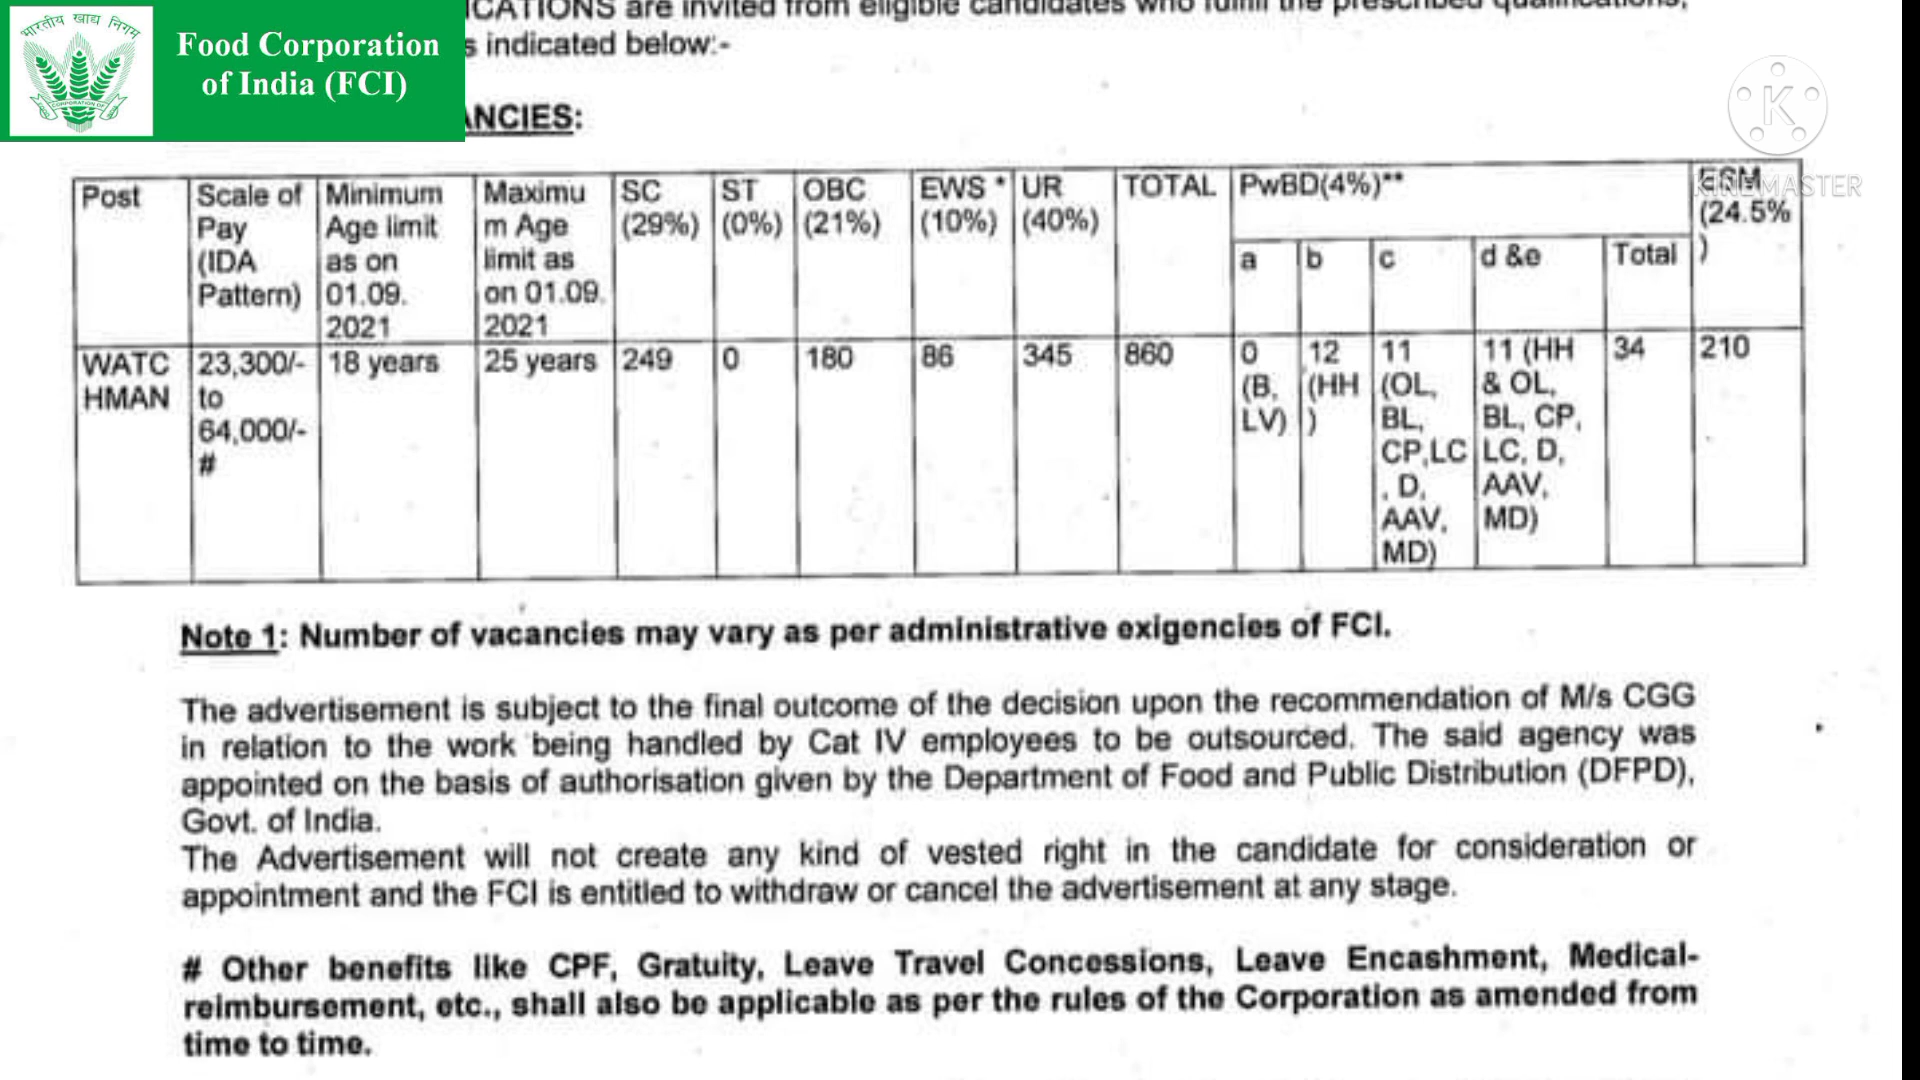 भारतीय खाद्य निगम
CORPORATION OF
Food Corporation
of India (FCI)
ICATIONS are invited from eligible candidates who fulfill the prescribed qualifications,
s indicated below:-
ANCIES:
K
KINEMASTER
Post | Scale of Pay (IDA Pattern) | Minimum Age limit as on 01.09. 2021 | Maximu m Age limit as on 01.09. 2021 | SC (29%) | ST (0%) | OBC (21%) | EWS * (10%) | UR (40%) | TOTAL | PwBD(4%)** | ESM (24.5% )
a | b | c | d &e | Total
WATC HMAN | 23,300/- to 64,000/- # | 18 years | 25 years | 249 | 0 | 180 | 86 | 345 | 860 | 0 (B, LV) | 12 (HH ) | 11 (OL, BL, CP,LC , D, AAV, MD) | 11 (HH & OL, BL, CP, LC, D, AAV, MD) | 34 | 210
Note 1: Number of vacancies may vary as per administrative exigencies of FCI.
The advertisement is subject to the final outcome of the decision upon the recommendation of M/s CGG
in relation to the work being handled by Cat IV employees to be outsourced. The said agency was
appointed on the basis of authorisation given by the Department of Food and Public Distribution (DFPD),
Govt. of India.
The Advertisement will not create any kind of vested right in the candidate for consideration or
appointment and the FCI is entitled to withdraw or cancel the advertisement at any stage.
# Other benefits like CPF, Gratuity, Leave Travel Concessions, Leave Encashment, Medical-
reimbursement, etc., shall also be applicable as per the rules of the Corporation as amended from
time to time.